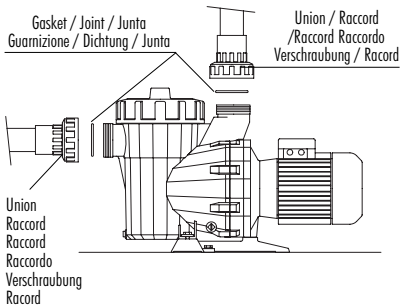 Gasket / Joint / Junta
Guarnizione / Dichtung / Junta
Union / Raccord
/Raccord Raccordo
Verschraubung / Racord
Union
Raccord
Raccord
Raccordo
Verschraubung
Racord